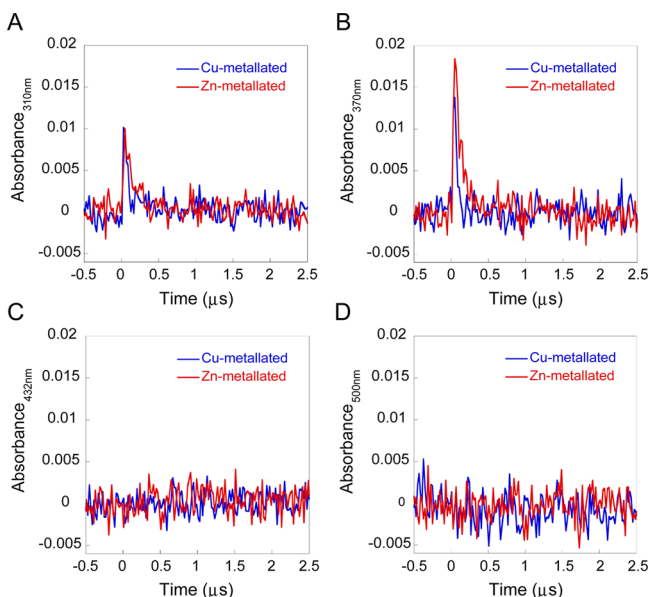 A
0.02
0.015
0.01
0.005
0
-0.005
Absorbance310nm
Cu-metallated
Zn-metallated
-0.5 0 0.5 1 1.5 2 2.5
Time (μs)
B
0.02
0.015
0.01
0.005
0
-0.005
Absorbance370nm
Cu-metallated
Zn-metallated
-0.5 0 0.5 1 1.5 2 2.5
Time (μs)
C
0.02
0.015
0.01
0.005
0
-0.005
Absorbance432nm
Cu-metallated
Zn-metallated
-0.5 0 0.5 1 1.5 2 2.5
Time (μs)
D
0.02
0.015
0.01
0.005
0
-0.005
Absorbance500nm
Cu-metallated
Zn-metallated
-0.5 0 0.5 1 1.5 2 2.5
Time (μs)